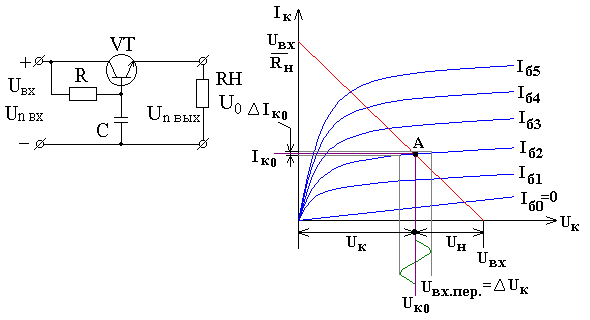 VT
+
R
RH
Uвх
Uп вх
Uп вых
U0
C
−
Iк
Uвх
Rн
ΔIк0
Iк0
A
Iб5
Iб4
Iб3
Iб2
Iб1
Iб0=0
Uк
Uк
Uн
Uвх
Uвх.пер.=ΔUк
Uк0